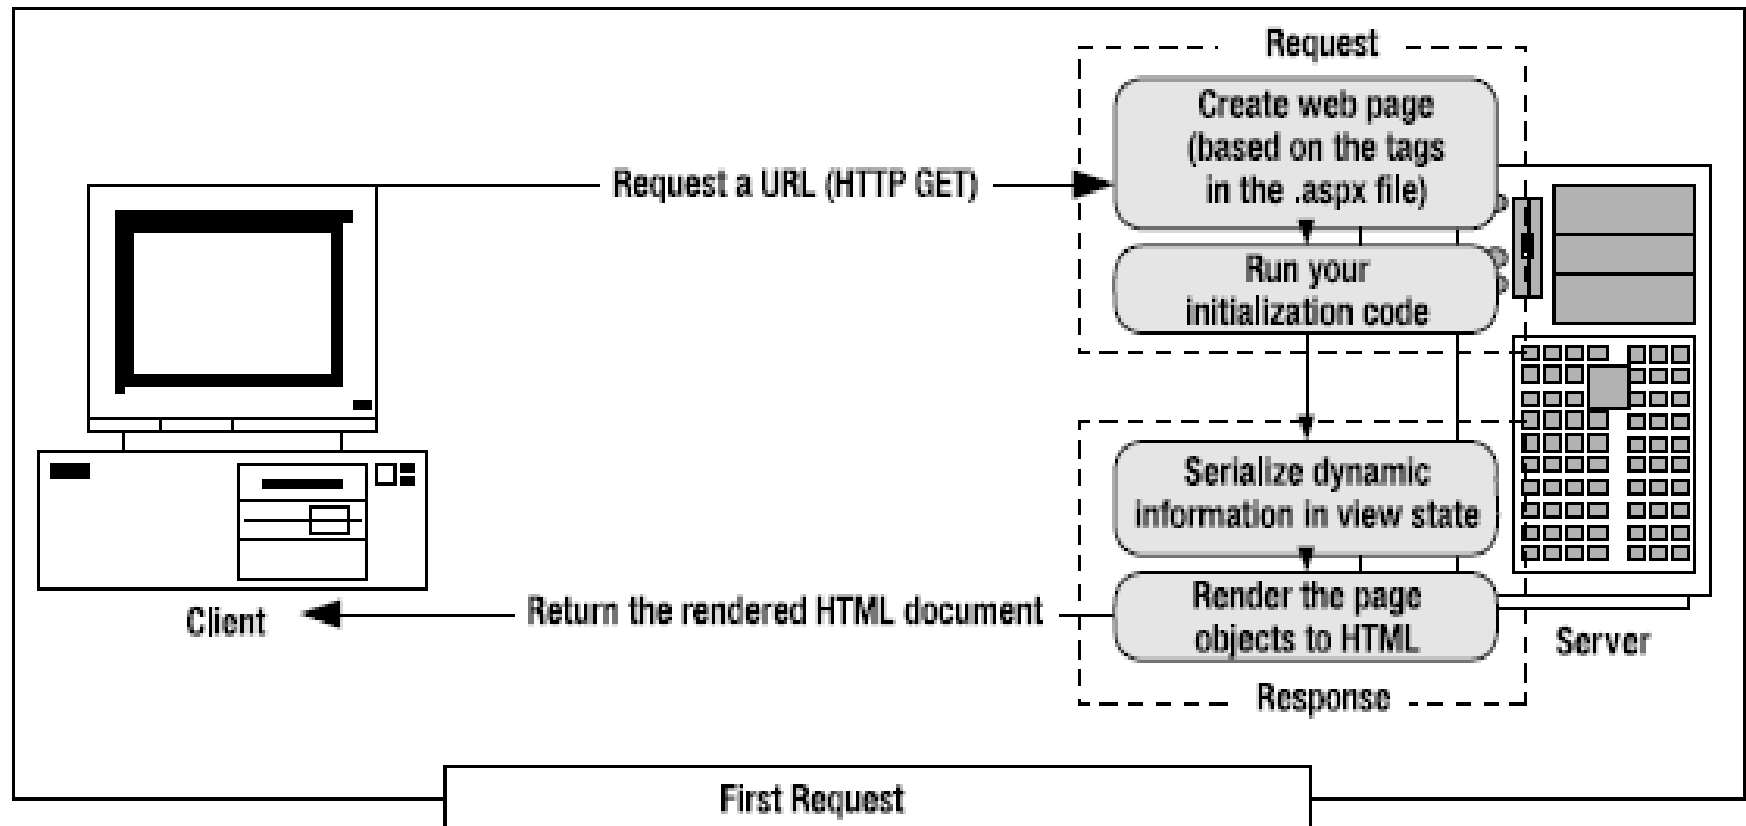 Request
Create web page
(based on the tags
in the .aspx file)
Request a URL (HTTP GET)
Run your
initialization code
Serialize dynamic
information in view state
Render the page
objects to HTML
Return the rendered HTML document
Client
Server
Response
First Request